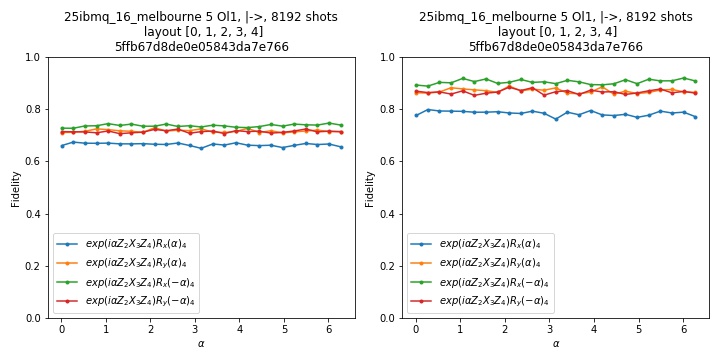 25ibmq_16_melbourne 5 Ol1, |->, 8192 shots
layout [0, 1, 2, 3, 4]
5ffb67d8de0e05843da7e766
1.0
0.8
0.6
0.4
0.2
0.0
Fidelity
exp(iαZ₂X₃Z₄)Rₓ(α)₄
exp(iαZ₂X₃Z₄)R_y(α)₄
exp(iαZ₂X₃Z₄)Rₓ(−α)₄
exp(iαZ₂X₃Z₄)R_y(−α)₄
0 1 2 3 4 5 6
α
25ibmq_16_melbourne 5 Ol1, |->, 8192 shots
layout [0, 1, 2, 3, 4]
5ffb67d8de0e05843da7e766
1.0
0.8
0.6
0.4
0.2
0.0
Fidelity
exp(iαZ₂X₃Z₄)Rₓ(α)₄
exp(iαZ₂X₃Z₄)R_y(α)₄
exp(iαZ₂X₃Z₄)Rₓ(−α)₄
exp(iαZ₂X₃Z₄)R_y(−α)₄
0 1 2 3 4 5 6
α